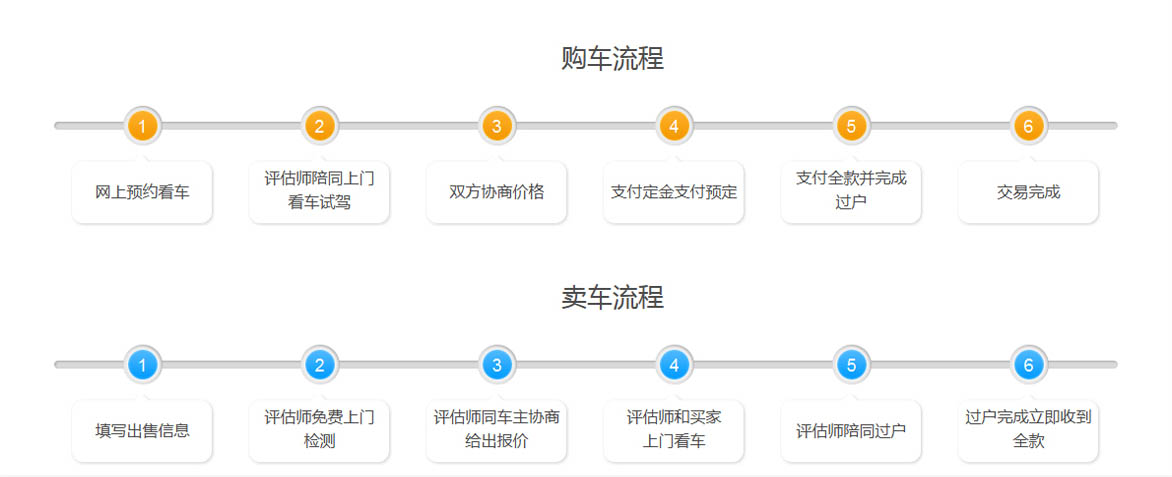 购车流程
1 2 3 4 5 6
网上预约看车
评估师陪同上门
看车试驾
双方协商价格
支付定金支付预定
支付全款并完成
过户
交易完成
卖车流程
1 2 3 4 5 6
填写出售信息
评估师免费上门
检测
评估师同车主协商
给出报价
评估师和买家
上门看车
评估师陪同过户
过户完成立即收到
全款